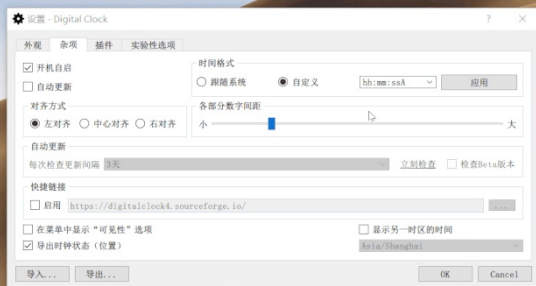 设置 - Digital Clock
外观 杂项 插件 实验性选项
开机自启
自动更新
时间格式
跟随系统 自定义 hh:mm:ssA 应用
对齐方式
左对齐 中心对齐 右对齐
各部分数字间距
小 大
自动更新
每次检查更新间隔 3天 立刻检查 检查Beta版本
快捷链接
启用 https://digitalclock4.sourceforge.io/ ...
在菜单中显示“可见性”选项
导出时钟状态（位置）
显示另一时区的时间
Asia/Shanghai
导入... 导出... OK Cancel